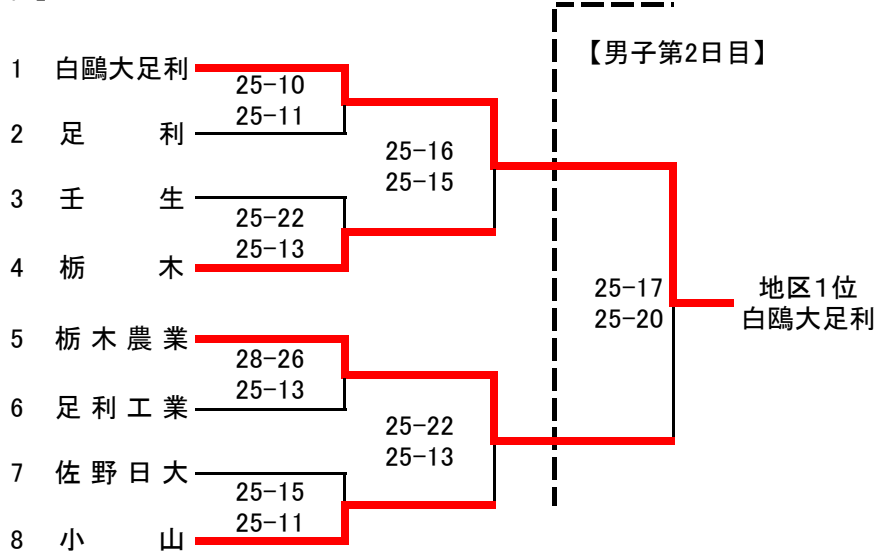 【男子第2日目】
1 白鷗大足利
25-10
25-11
2 足利
25-16
25-15
3 壬生
25-22
25-13
4 栃木
25-17
25-20
地区1位
白鴎大足利
5 栃木農業
28-26
25-13
6 足利工業
25-22
25-13
7 佐野日大
25-15
25-11
8 小山